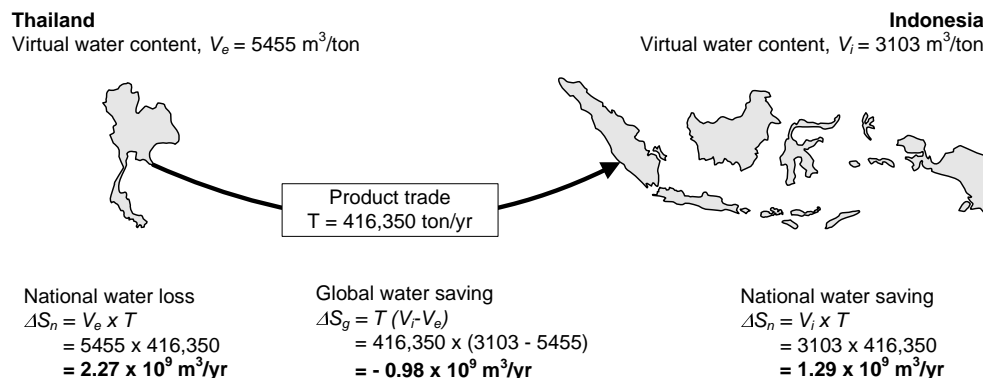 Thailand
Virtual water content, Vₑ = 5455 m³/ton
Indonesia
Virtual water content, Vᵢ = 3103 m³/ton
Product trade
T = 416,350 ton/yr
National water loss
ΔSₙ = Vₑ x T
= 5455 x 416,350
= 2.27 x 10⁹ m³/yr
Global water saving
ΔS_g = T (Vᵢ-Vₑ)
= 416,350 x (3103 - 5455)
= - 0.98 x 10⁹ m³/yr
National water saving
ΔSₙ = Vᵢ x T
= 3103 x 416,350
= 1.29 x 10⁹ m³/yr